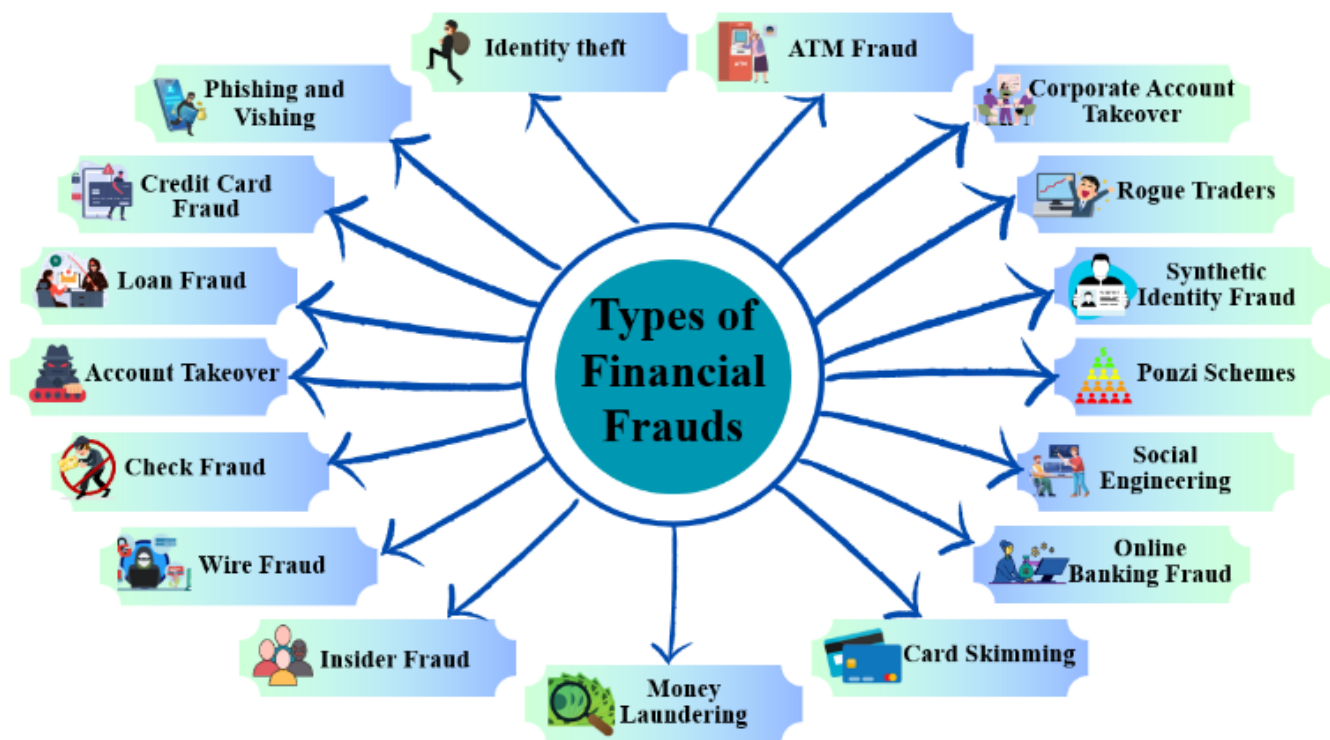 Types of
Financial
Frauds
Identity theft
ATM Fraud
Corporate Account
Takeover
Rogue Traders
Synthetic
Identity Fraud
Ponzi Schemes
Social
Engineering
Online
Banking Fraud
Card Skimming
Money
Laundering
Insider Fraud
Wire Fraud
Check Fraud
Account Takeover
Loan Fraud
Credit Card
Fraud
Phishing and
Vishing